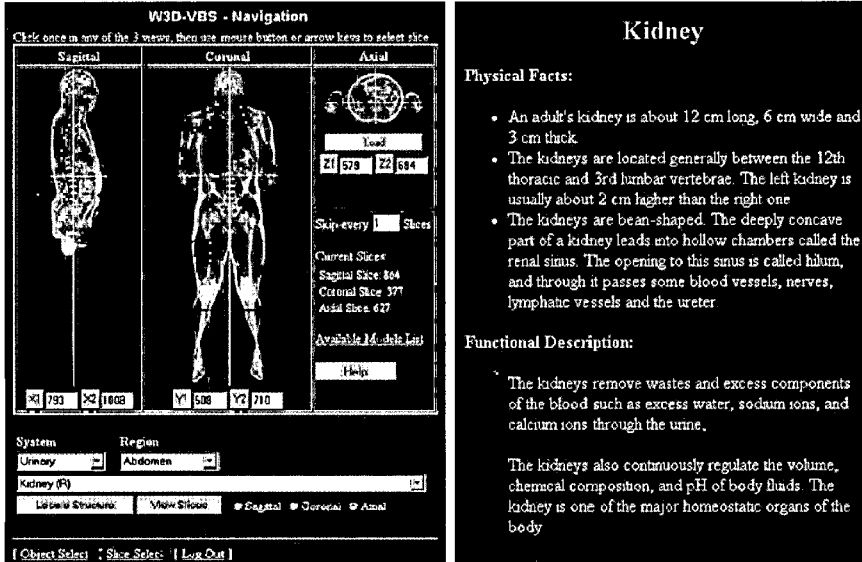 W3D-VBS - Navigation
Click once in any of the 3 views, then use mouse button or arrow keys to select slice
Sagittal
Coronal
Axial
Load
Z1 579 Z2 684
Skip every 1 Slices
Current Slices
Sagittal Slice: 864
Coronal Slice: 377
Axial Slice: 627
Available Models List
Help
X1 793 X2 1008
Y1 508 Y2 710
System
Region
Urinary
Abdomen
Kidney (R)
Locate Structure
View Slices
Sagittal Coronal Axial
[ Object Select | Slice Select | Log Out ]
Kidney
Physical Facts:
• An adult's kidney is about 12 cm long, 6 cm wide and
3 cm thick
• The kidneys are located generally between the 12th
thoracic and 3rd lumbar vertebrae. The left kidney is
usually about 2 cm higher than the right one
• The kidneys are bean-shaped. The deeply concave
part of a kidney leads into hollow chambers called the
renal sinus. The opening to this sinus is called hilum,
and through it passes some blood vessels, nerves,
lymphatic vessels and the ureter.
Functional Description:
The kidneys remove wastes and excess components
of the blood such as excess water, sodium ions, and
calcium ions through the urine.
The kidneys also continuously regulate the volume,
chemical composition, and pH of body fluids. The
kidney is one of the major homeostatic organs of the
body